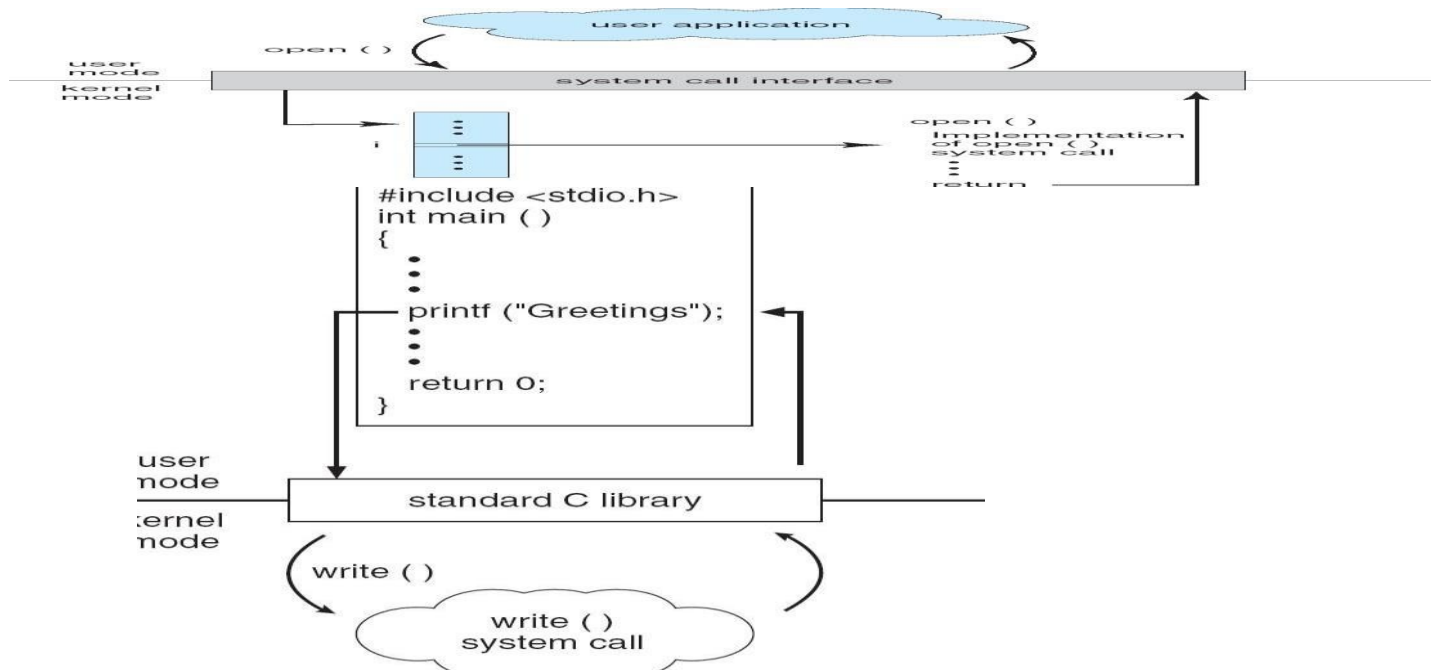 user application
open ( )
user
mode
system call interface
kernel
mode
open ( )
i
Implementation
of open ( )
system call
return
#include <stdio.h>
int main ( )
{
printf ("Greetings");
return 0;
}
user
mode
standard C library
kernel
mode
write ( )
write ( )
system call